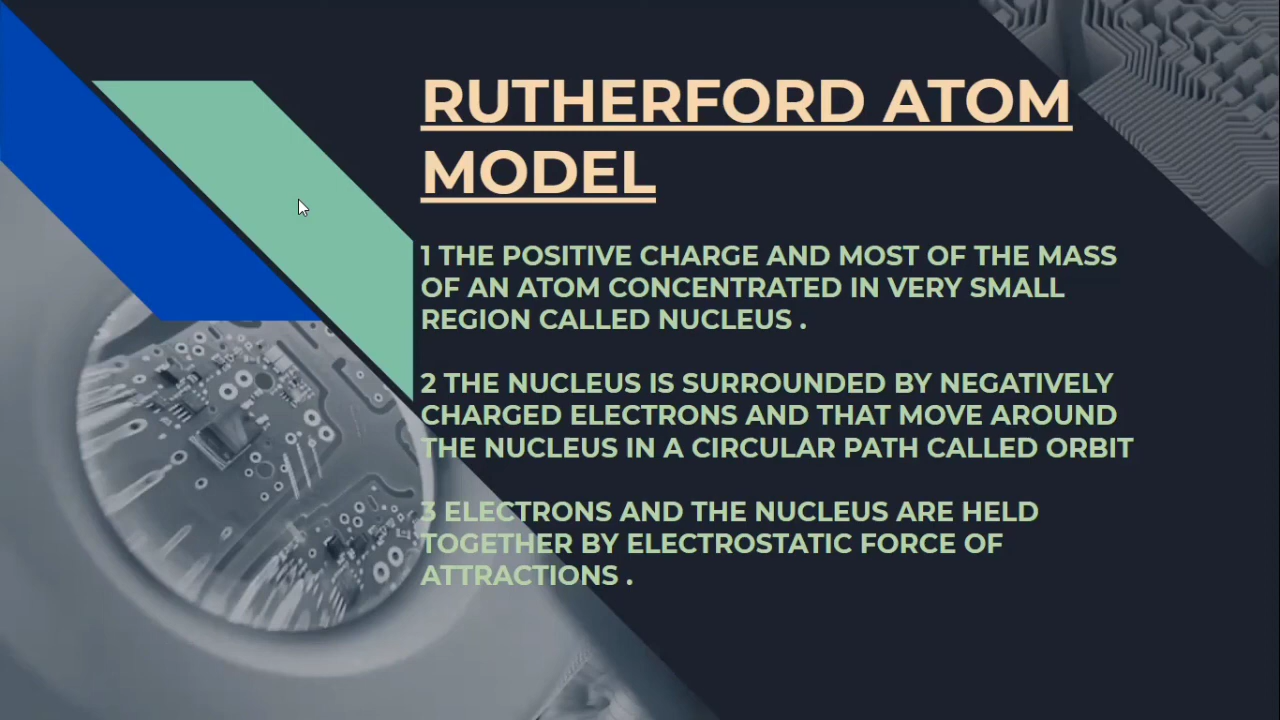 RUTHERFORD ATOM
MODEL
1 THE POSITIVE CHARGE AND MOST OF THE MASS
OF AN ATOM CONCENTRATED IN VERY SMALL
REGION CALLED NUCLEUS .
2 THE NUCLEUS IS SURROUNDED BY NEGATIVELY
CHARGED ELECTRONS AND THAT MOVE AROUND
THE NUCLEUS IN A CIRCULAR PATH CALLED ORBIT
3 ELECTRONS AND THE NUCLEUS ARE HELD
TOGETHER BY ELECTROSTATIC FORCE OF
ATTRACTIONS .